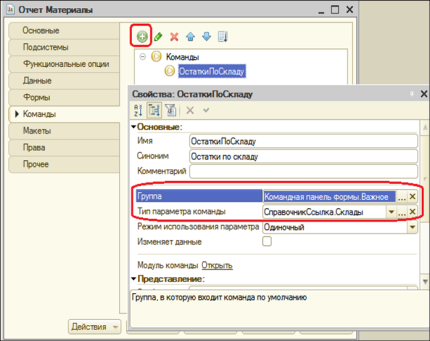 Отчет Материалы
Основные
Подсистемы
Функциональные опции
Данные
Формы
Команды
Макеты
Права
Прочее
Команды
ОстаткиПоСкладу
Свойства: ОстаткиПоСкладу
Основные:
Имя ОстаткиПоСкладу
Синоним Остатки по складу
Комментарий
Группа Командная панель формы.Важное
Тип параметра команды СправочникСсылка.Склады
Режим использования параметра Одиночный
Изменяет данные
Модуль команды Открыть
Представление:
Группа, в которую входит команда по умолчанию
Действия